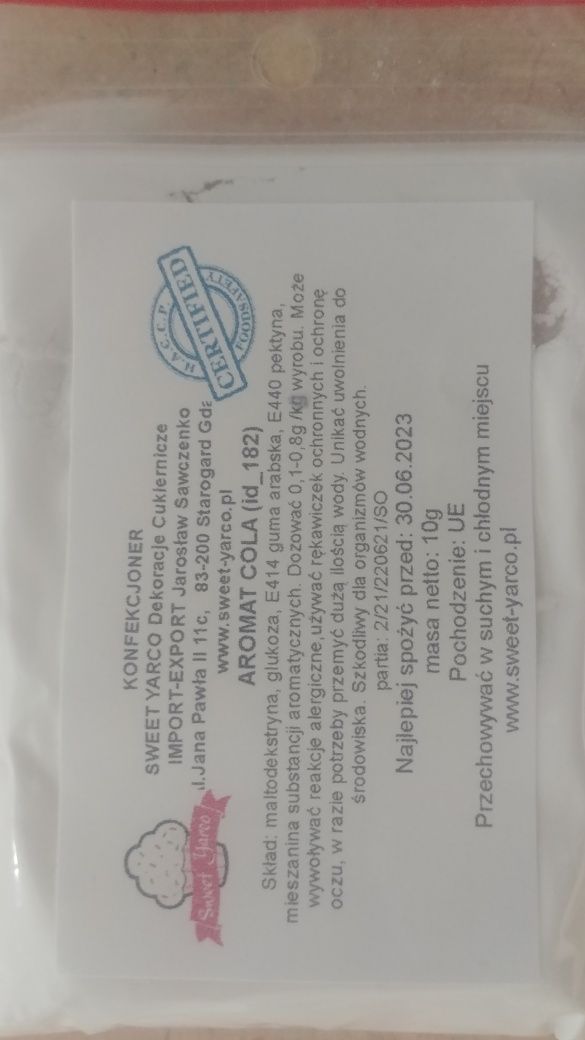 KONFEKCJONER
SWEET YARCO Dekoracje Cukiernicze
IMPORT-EXPORT Jarosław Sawczenko
.l.Jana Pawła II 11c, 83-200 Starogard Gda
www.sweet-yarco.pl
Sweet Yarco
H.A.C.C.P.
CERTIFIED
FOODSAFETY
AROMAT COLA (id_182)
Skład: maltodekstryna, glukoza, E414 guma arabska, E440 pektyna,
mieszanina substancji aromatycznych. Dozować 0,1-0,8g /kg wyrobu. Może
wywoływać reakcje alergiczne,używać rękawiczek ochronnych i ochronę
oczu, w razie potrzeby przemyć dużą ilością wody. Unikać uwolnienia do
środowiska. Szkodliwy dla organizmów wodnych.
partia: 2/21/220621/SO
Najlepiej spożyć przed: 30.06.2023
masa netto: 10g
Pochodzenie: UE
Przechowywać w suchym i chłodnym miejscu
www.sweet-yarco.pl